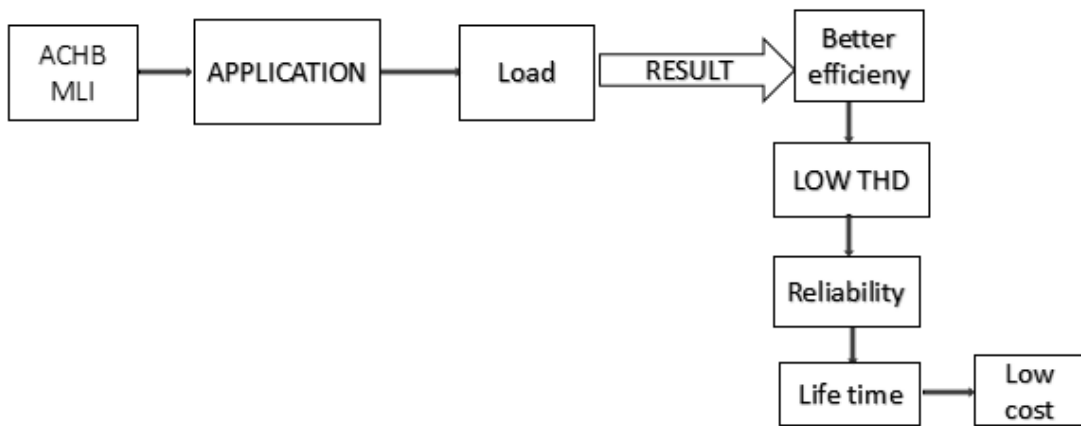 ACHB
MLI
APPLICATION
Load
RESULT
Better
efficieny
LOW THD
Reliability
Life time
Low
cost